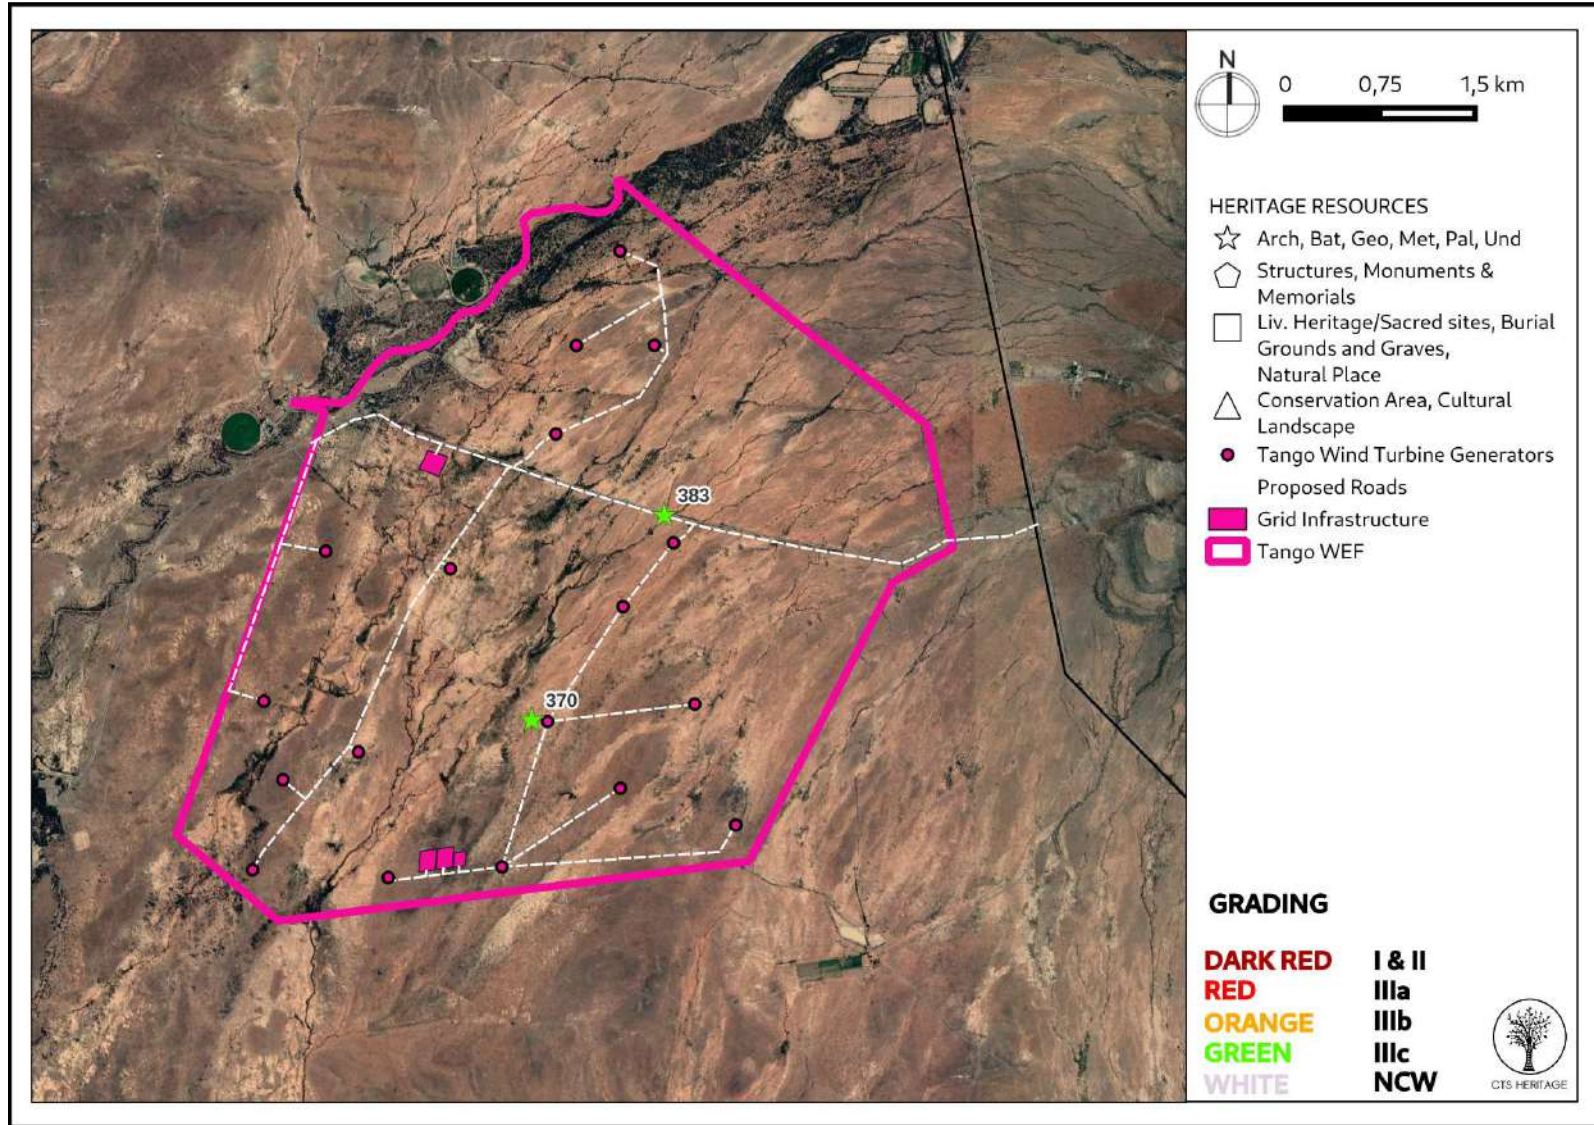 N
0 0,75 1,5 km
HERITAGE RESOURCES
Arch, Bat, Geo, Met, Pal, Und
Structures, Monuments &
Memorials
Liv. Heritage/Sacred sites, Burial
Grounds and Graves,
Natural Place
Conservation Area, Cultural
Landscape
Tango Wind Turbine Generators
Proposed Roads
Grid Infrastructure
Tango WEF
383
370
GRADING
DARK RED I & II
RED IIIa
ORANGE IIIb
GREEN IIIc
WHITE NCW
CTS HERITAGE